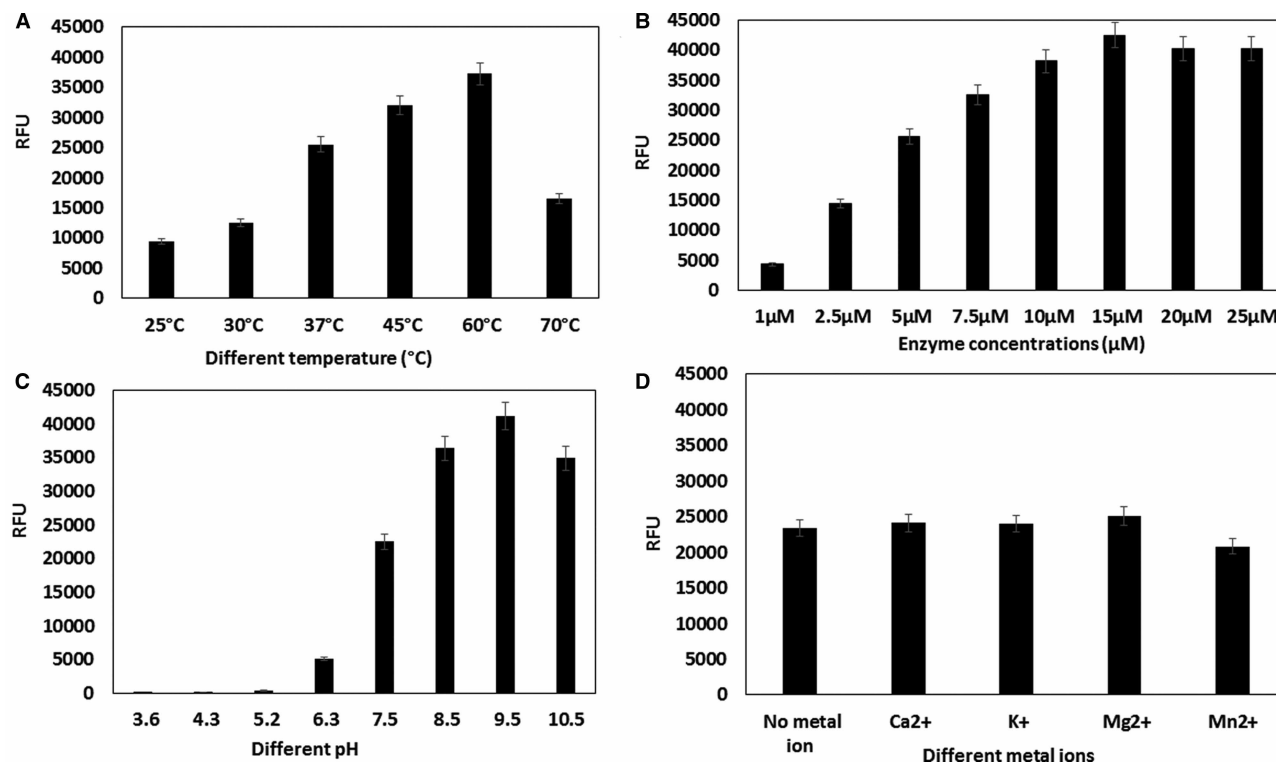 A
45000
40000
35000
30000
25000
20000
15000
10000
5000
0
RFU
25°C 30°C 37°C 45°C 60°C 70°C
Different temperature (°C)
B
45000
40000
35000
30000
25000
20000
15000
10000
5000
0
RFU
1µM 2.5µM 5µM 7.5µM 10µM 15µM 20µM 25µM
Enzyme concentrations (µM)
C
45000
40000
35000
30000
25000
20000
15000
10000
5000
0
RFU
3.6 4.3 5.2 6.3 7.5 8.5 9.5 10.5
Different pH
D
45000
40000
35000
30000
25000
20000
15000
10000
5000
0
RFU
No metal ion Ca2+ K+ Mg2+ Mn2+
Different metal ions